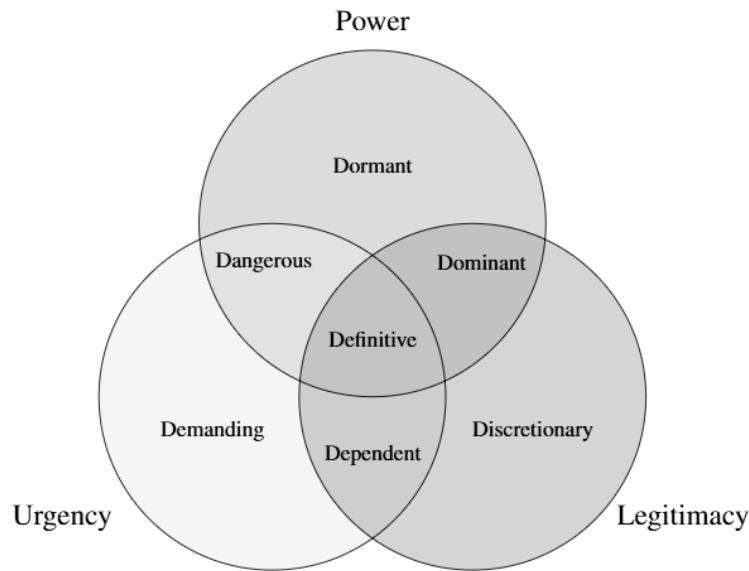 Power
Dormant
Dangerous
Dominant
Definitive
Demanding
Discretionary
Dependent
Urgency
Legitimacy